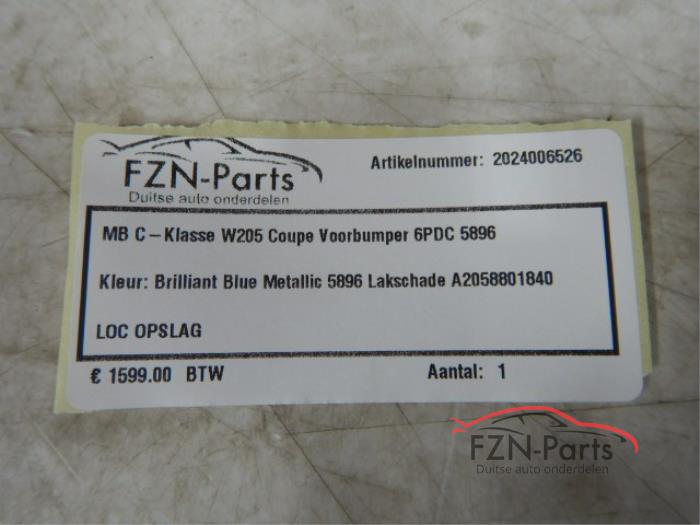 FZN-Parts
Duitse auto onderdelen
Artikelnummer: 2024006526
MB C-Klasse W205 Coupe Voorbumper 6PDC 5896
Kleur: Brilliant Blue Metallic 5896 Lakschade A2058801840
LOC OPSLAG
€ 1599.00 BTW
Aantal: 1
FZN-Parts
Duitse auto onderdelen